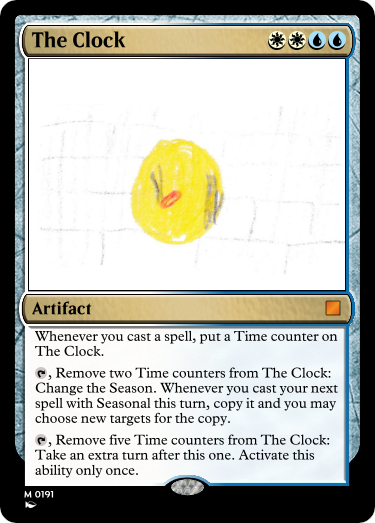 The Clock
Artifact
Whenever you cast a spell, put a Time counter on
The Clock.
, Remove two Time counters from The Clock:
Change the Season. Whenever you cast your next
spell with Seasonal this turn, copy it and you may
choose new targets for the copy.
, Remove five Time counters from The Clock:
Take an extra turn after this one. Activate this
ability only once.
M 0191